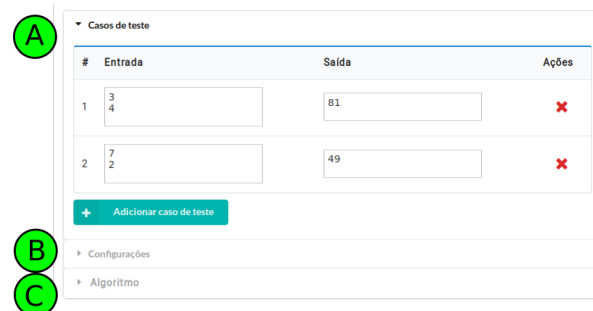 A
Casos de teste
# Entrada Saída Ações
1 3 81
4
2 7 49
2
+ Adicionar caso de teste
B
Configurações
C
Algoritmo